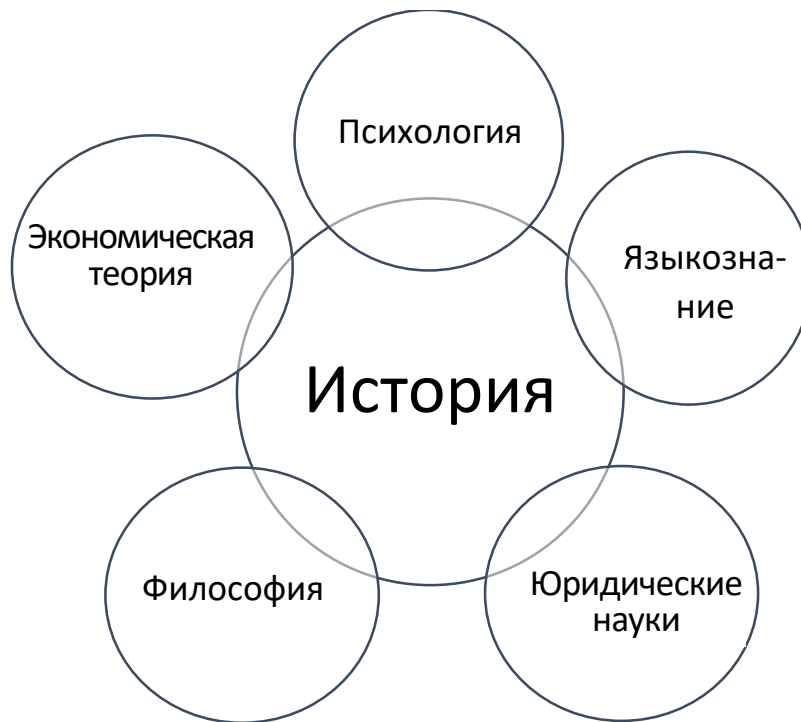 Психология
Экономическая
теория
Языкозна-
ние
История
Философия
Юридические
науки